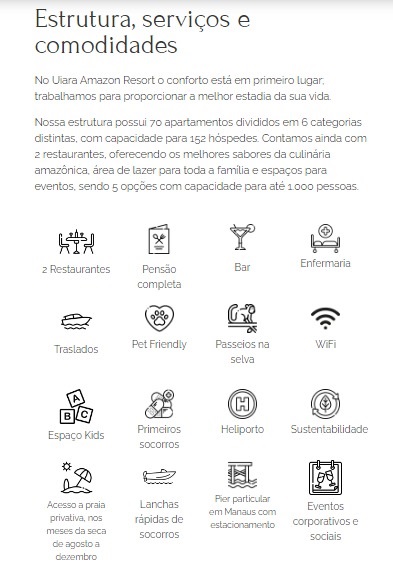 Estrutura, serviços e
comodidades
No Uiara Amazon Resort o conforto está em primeiro lugar,
trabalhamos para proporcionar a melhor estadia da sua vida.
Nossa estrutura possui 70 apartamentos divididos em 6 categorias
distintas, com capacidade para 152 hóspedes. Contamos ainda com
2 restaurantes, oferecendo os melhores sabores da culinária
amazônica, área de lazer para toda a família e espaços para
eventos, sendo 5 opções com capacidade para até 1.000 pessoas.
2 Restaurantes
Pensão
completa
Bar
Enfermaria
Traslados
Pet Friendly
Passeios na
selva
WiFi
A
B C
Espaço Kids
Primeiros
socorros
H
Heliporto
Sustentabilidade
Acesso a praia
privativa, nos
meses da seca
de agosto a
dezembro
Lanchas
rápidas de
socorros
Pier particular
em Manaus com
estacionamento
Eventos
corporativos e
sociais